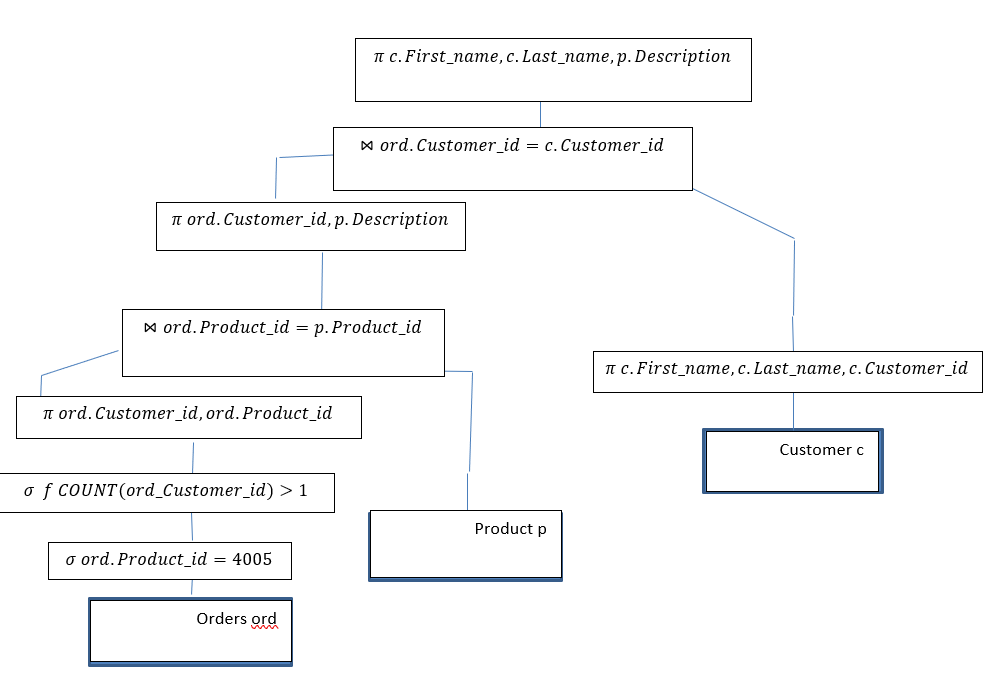 π c.First_name, c.Last_name, p.Description
⋈ ord.Customer_id = c.Customer_id
π ord.Customer_id, p.Description
⋈ ord.Product_id = p.Product_id
π c.First_name, c.Last_name, c.Customer_id
π ord.Customer_id, ord.Product_id
Customer c
σ f COUNT(ord_Customer_id) > 1
Product p
σ ord.Product_id = 4005
Orders ord